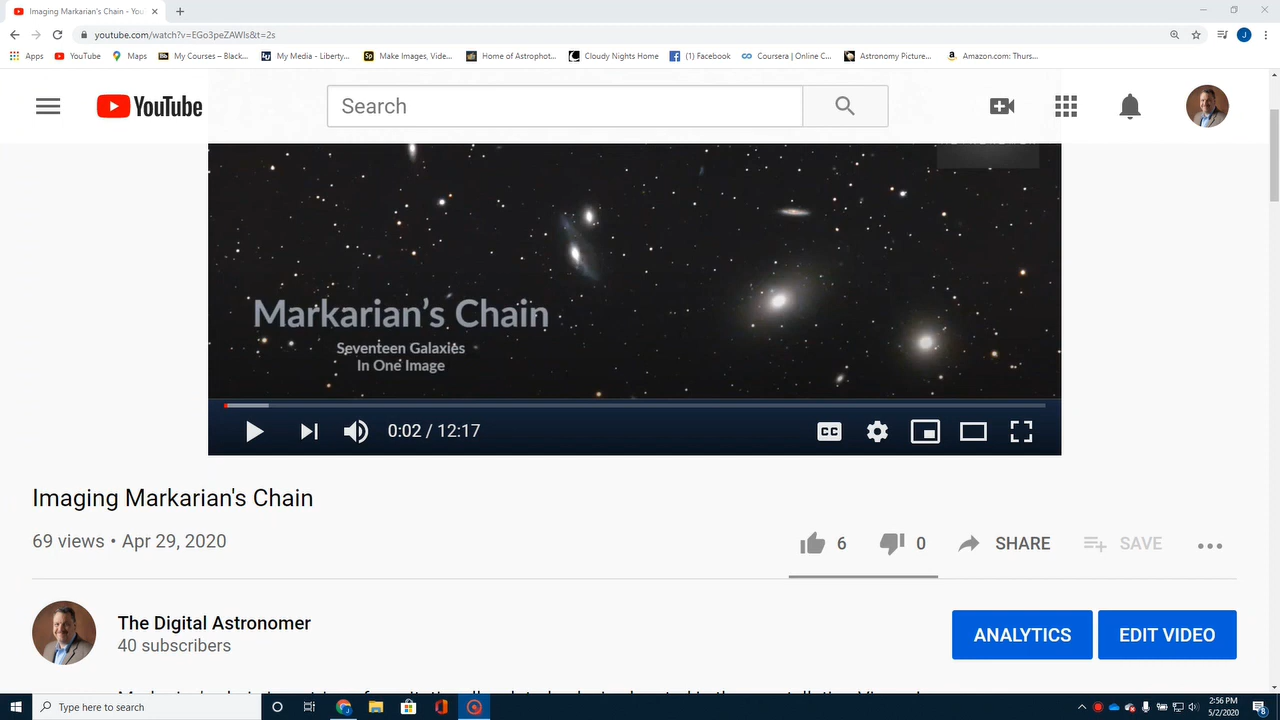 Imaging Markarian's Chain - You
youtube.com/watch?v=EGo3peZAWIs&t=2s
Apps YouTube Maps My Courses – Black... My Media - Liberty... Make Images, Vide... Home of Astrophot... Cloudy Nights Home (1) Facebook Coursera | Online C... Astronomy Picture... Amazon.com: Thurs...
YouTube
Search
Markarian's Chain
Seventeen Galaxies
In One Image
0:02 / 12:17
CC
Imaging Markarian's Chain
69 views • Apr 29, 2020
6 0 SHARE SAVE
The Digital Astronomer
40 subscribers
ANALYTICS EDIT VIDEO
Type here to search
2:56 PM
5/2/2020